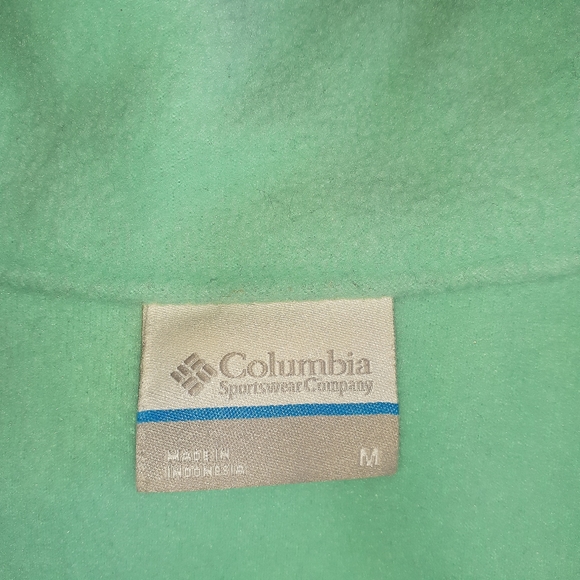 Columbia
Sportswear Company
MADE IN
INDONESIA
M